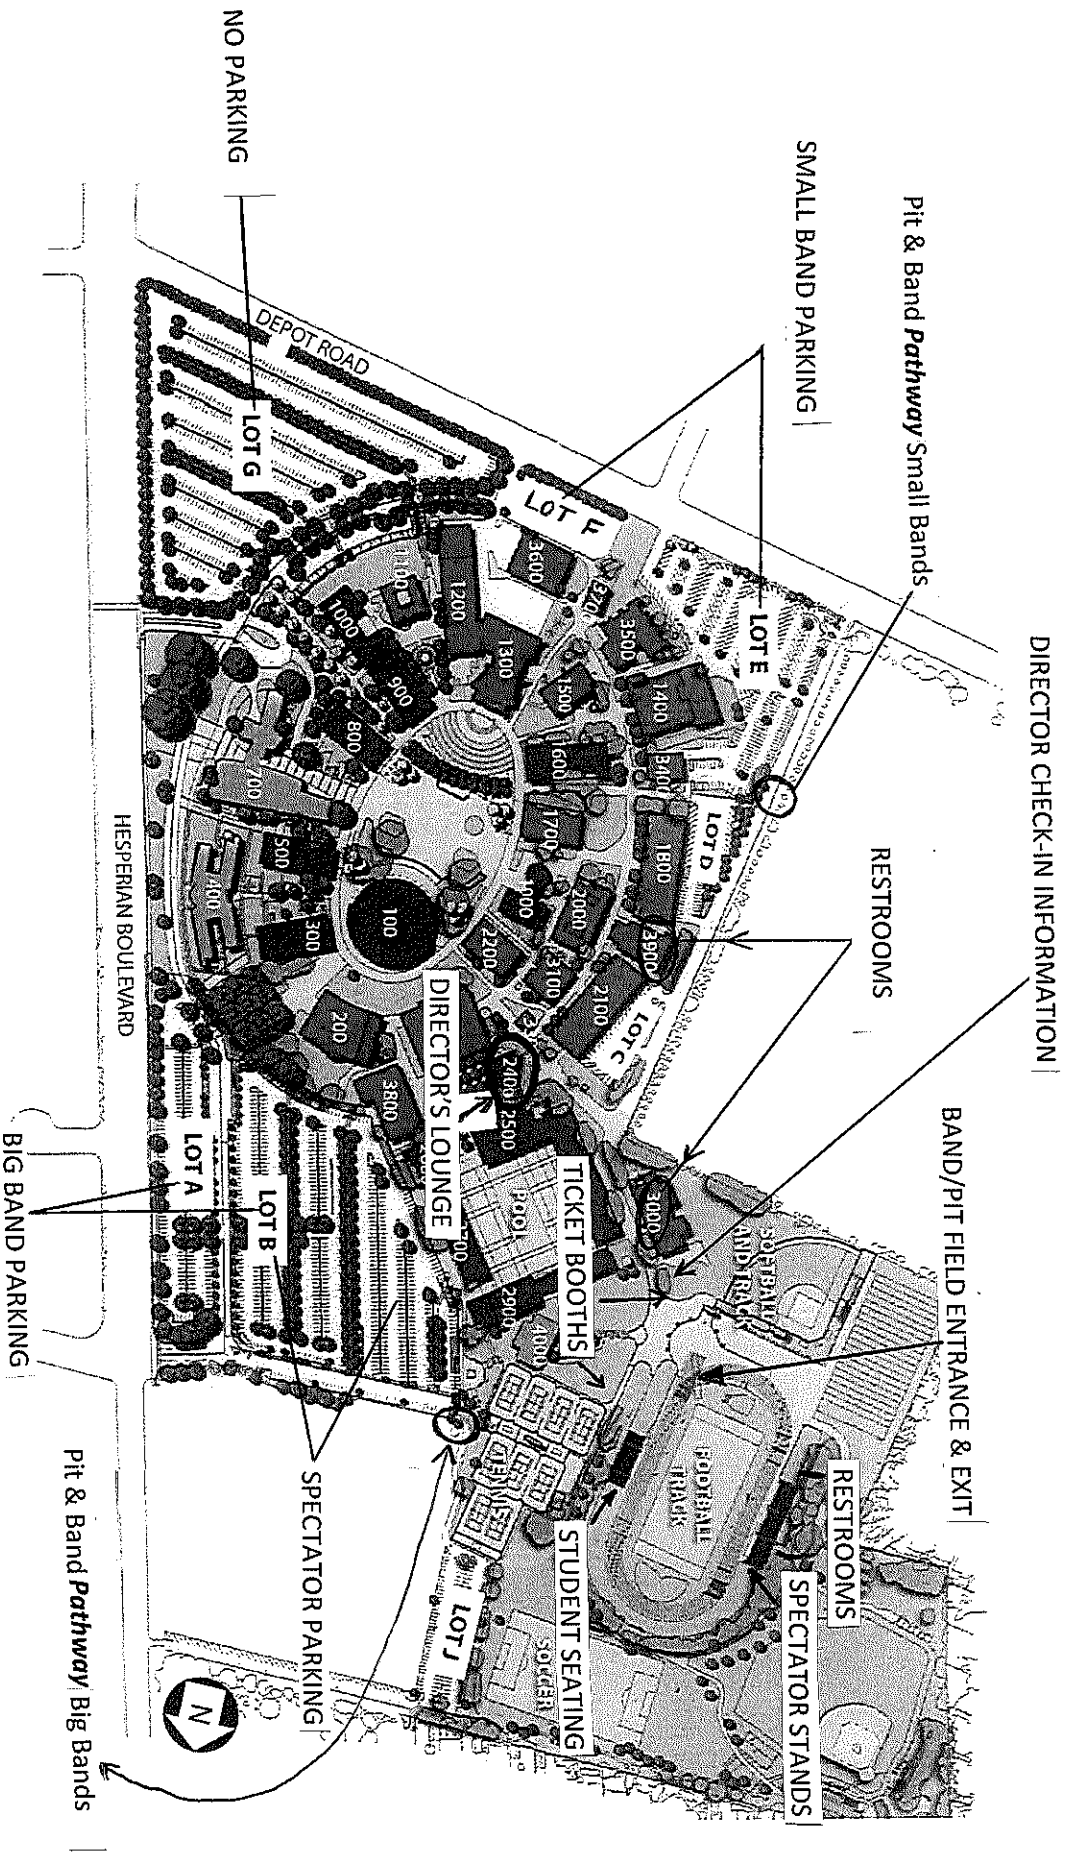 DIRECTOR CHECK-IN INFORMATION
BAND/PIT FIELD ENTRANCE & EXIT
Pit & Band Pathway Small Bands
RESTROOMS
SMALL BAND PARKING
RESTROOMS
SPECTATOR STANDS
SOFTBALL
AND TRACK
FOOTBALL
TRACK
LOT E
LOT D
LOT C
LOT F
3500
1400
1800
3900
3000
3600
1500
1600
1700
2000
2100
3100
2200
TICKET BOOTHS
STUDENT SEATING
1200
1300
2400
2500
POOL
2900
TENNIS
SOCCER
1100
1000
900
100
DIRECTOR'S LOUNGE
LOT J
DEPOT ROAD
800
200
3800
700
500
300
400
NO PARKING
LOT G
LOT B
LOT A
SPECTATOR PARKING
N
HESPERIAN BOULEVARD
BIG BAND PARKING
Pit & Band Pathway Big Bands